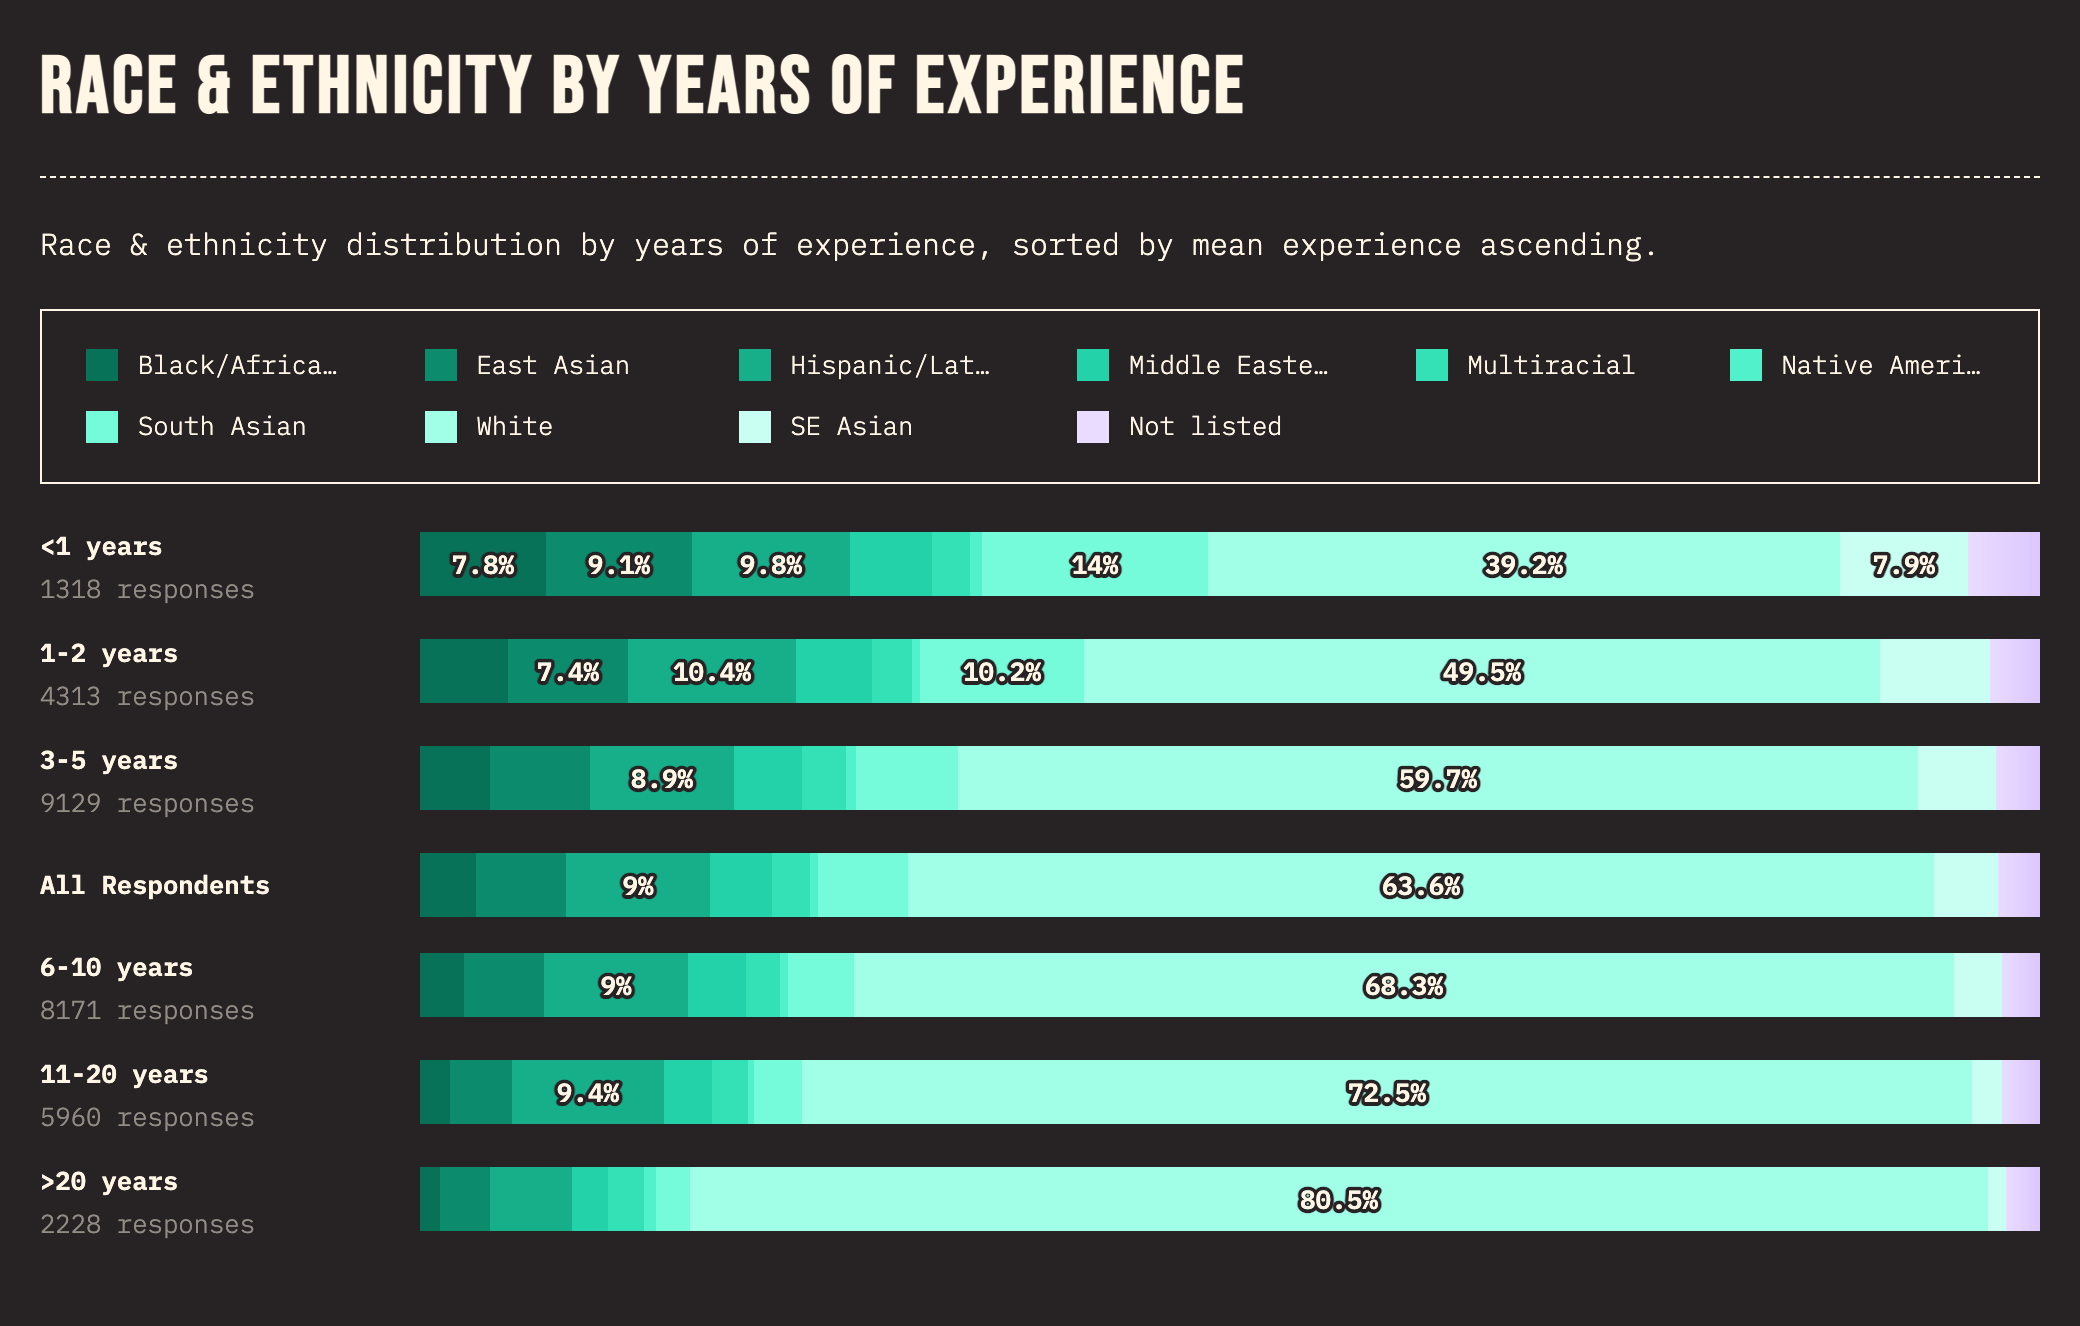 RACE & ETHNICITY BY YEARS OF EXPERIENCE
Race & ethnicity distribution by years of experience, sorted by mean experience ascending.
Black/Africa… East Asian Hispanic/Lat… Middle Easte… Multiracial Native Ameri…
South Asian White SE Asian Not listed
<1 years
1318 responses
7.8% 9.1% 9.8% 14% 39.2% 7.9%
1-2 years
4313 responses
7.4% 10.4% 10.2% 49.5%
3-5 years
9129 responses
8.9% 59.7%
All Respondents
9% 63.6%
6-10 years
8171 responses
9% 68.3%
11-20 years
5960 responses
9.4% 72.5%
>20 years
2228 responses
80.5%